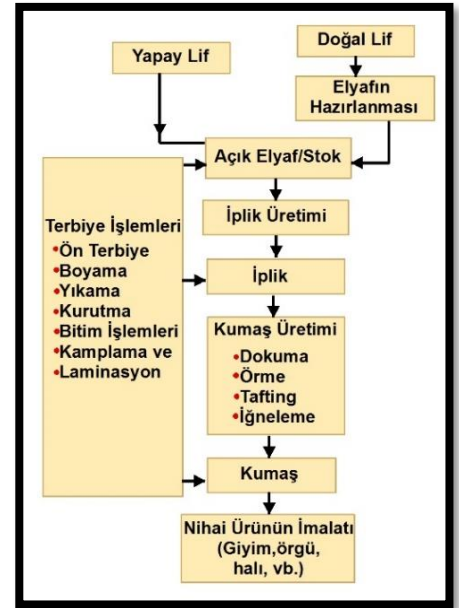 Yapay Lif
Doğal Lif
Elyafın
Hazırlanması
Açık Elyaf/Stok
İplik Üretimi
Terbiye İşlemleri
•Ön Terbiye
•Boyama
•Yıkama
•Kurutma
•Bitim İşlemleri
•Kamplama ve
•Laminasyon
İplik
Kumaş Üretimi
•Dokuma
•Örme
•Tafting
•İğneleme
Kumaş
Nihai Ürünün İmalatı
(Giyim,örgü,
halı, vb.)